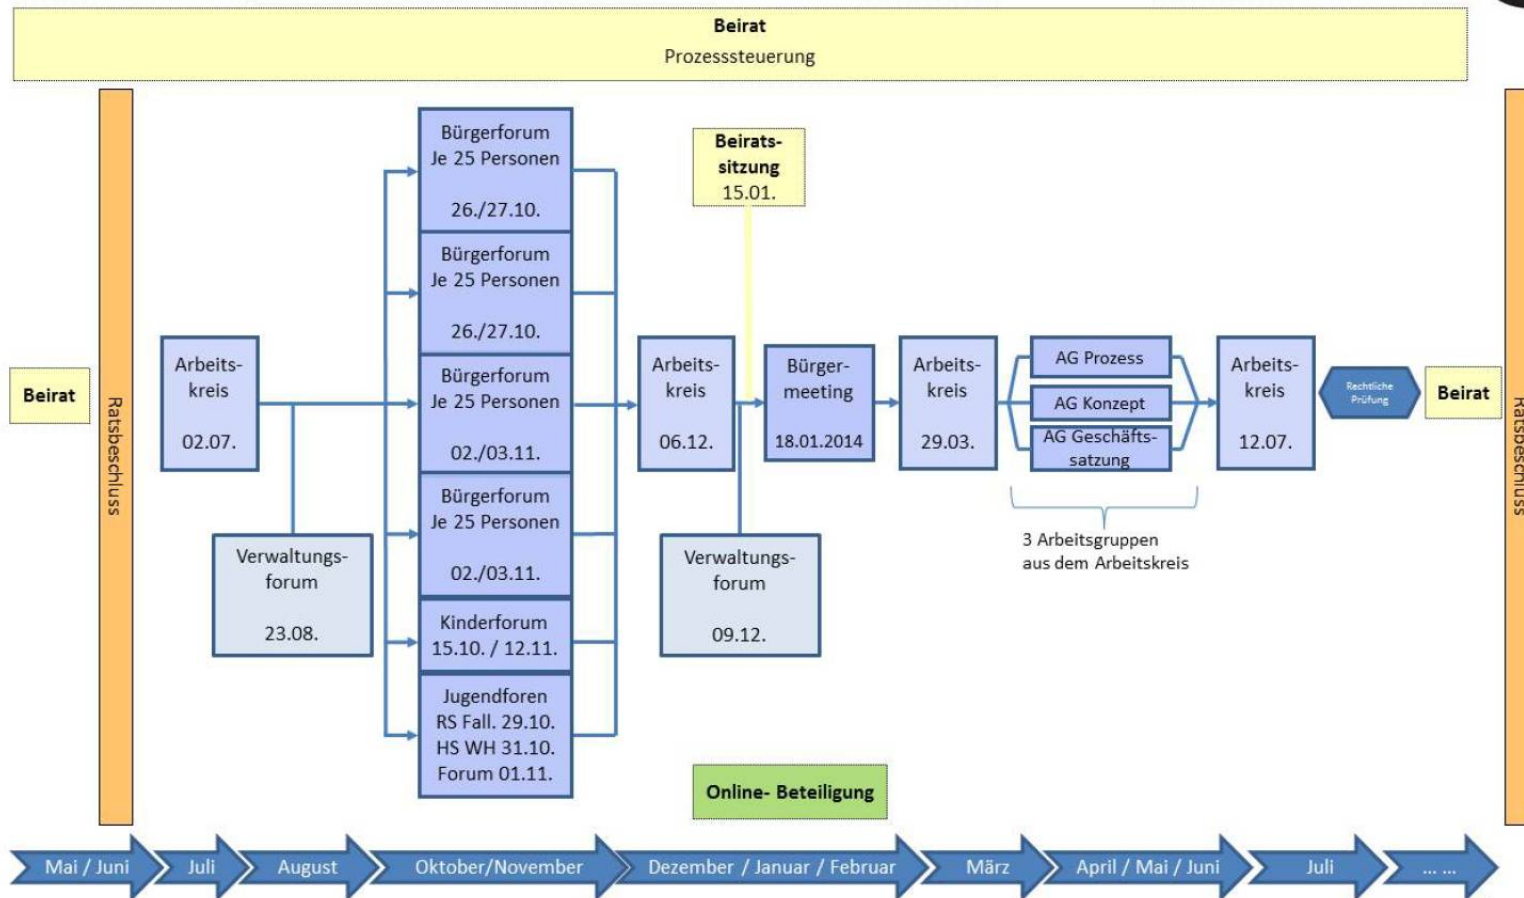 Beirat
Prozesssteuerung
Beirat
Ratsbeschluss
Arbeits-
kreis
02.07.
Verwaltungs-
forum
23.08.
Bürgerforum
Je 25 Personen
26./27.10.
Bürgerforum
Je 25 Personen
26./27.10.
Bürgerforum
Je 25 Personen
02./03.11.
Bürgerforum
Je 25 Personen
02./03.11.
Kinderforum
15.10. / 12.11.
Jugendforen
RS Fall. 29.10.
HS WH 31.10.
Forum 01.11.
Arbeits-
kreis
06.12.
Beirats-
sitzung
15.01.
Verwaltungs-
forum
09.12.
Bürger-
meeting
18.01.2014
Arbeits-
kreis
29.03.
AG Prozess
AG Konzept
AG Geschäfts-
satzung
3 Arbeitsgruppen
aus dem Arbeitskreis
Arbeits-
kreis
12.07.
Rechtliche
Prüfung
Beirat
Ratsbeschluss
Online- Beteiligung
Mai / Juni
Juli
August
Oktober/November
Dezember / Januar / Februar
März
April / Mai / Juni
Juli
... ...